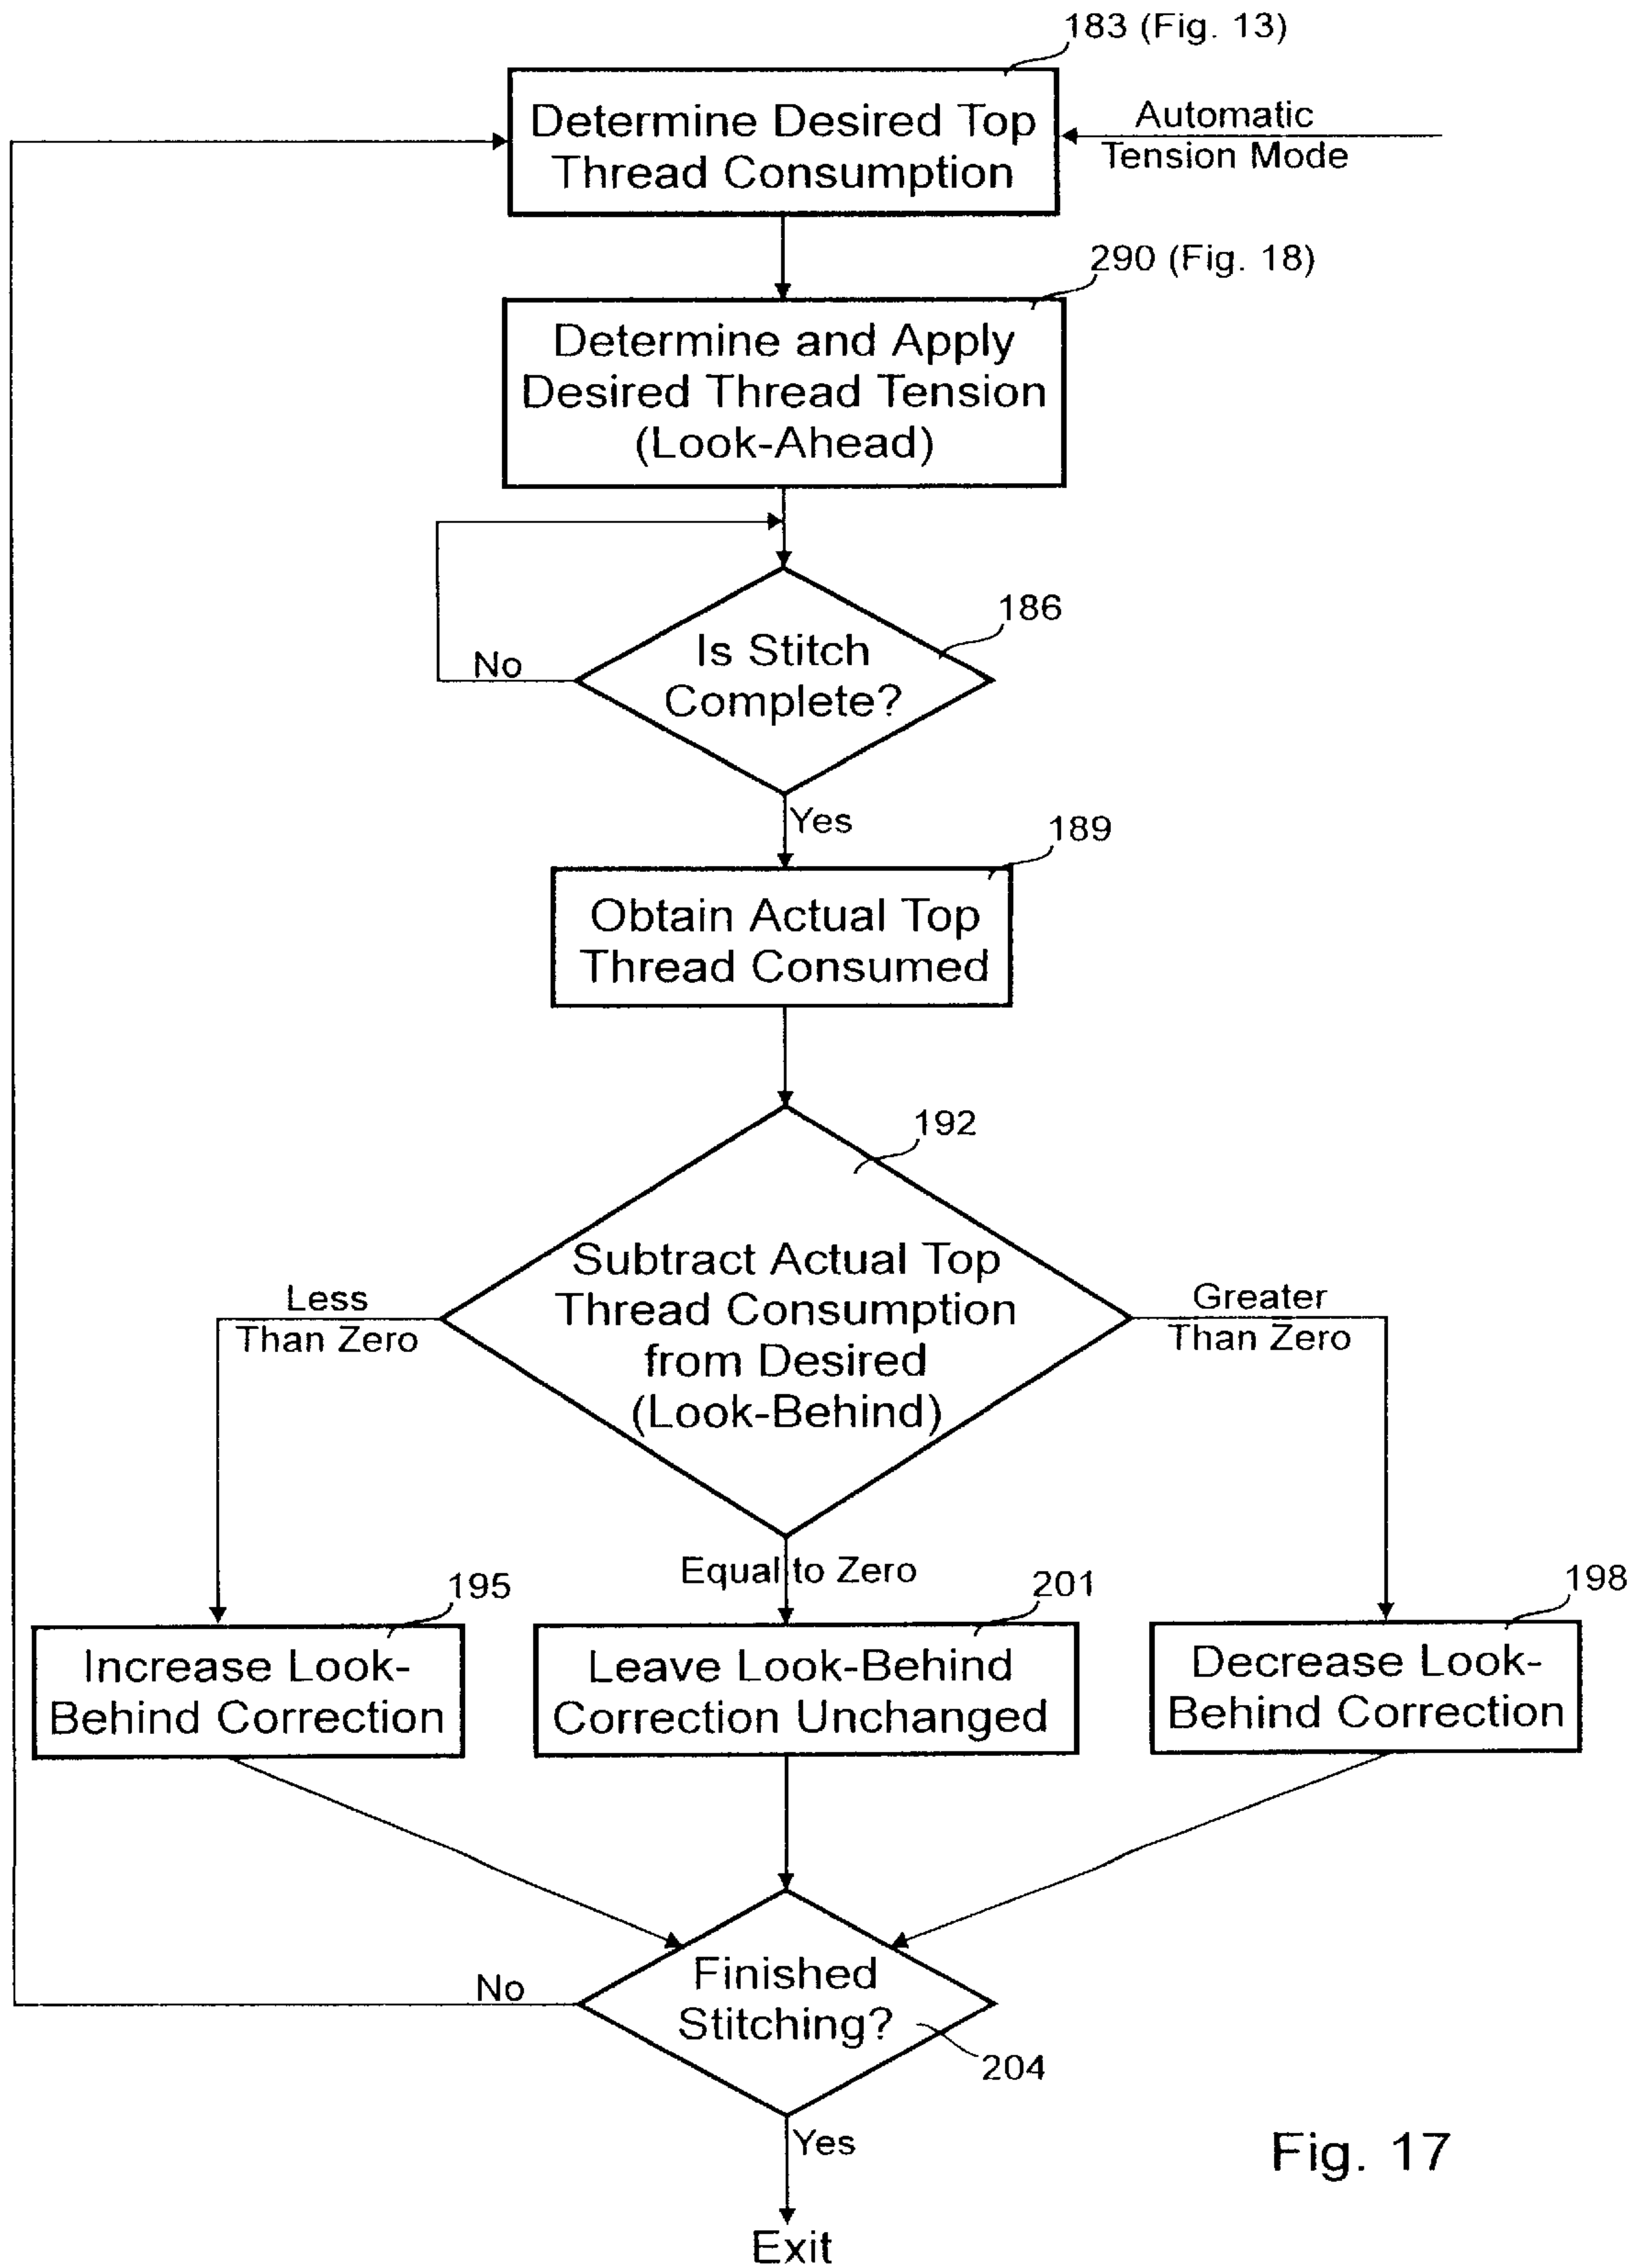 183 (Fig. 13)
Determine Desired Top
Thread Consumption
Automatic
Tension Mode
290 (Fig. 18)
Determine and Apply
Desired Thread Tension
(Look-Ahead)
186
Is Stitch
Complete?
No
Yes
189
Obtain Actual Top
Thread Consumed
192
Subtract Actual Top
Thread Consumption
from Desired
(Look-Behind)
Less
Than Zero
Greater
Than Zero
Equal to Zero
195
Increase Look-
Behind Correction
201
Leave Look-Behind
Correction Unchanged
198
Decrease Look-
Behind Correction
Finished
Stitching?
No
204
Yes
Exit
Fig. 17